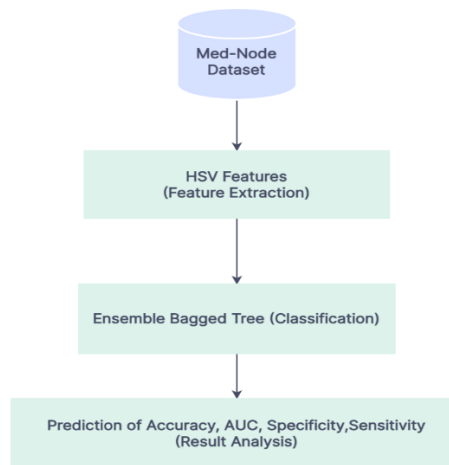 Med-Node
Dataset
HSV Features
(Feature Extraction)
Ensemble Bagged Tree (Classification)
Prediction of Accuracy, AUC, Specificity,Sensitivity
(Result Analysis)